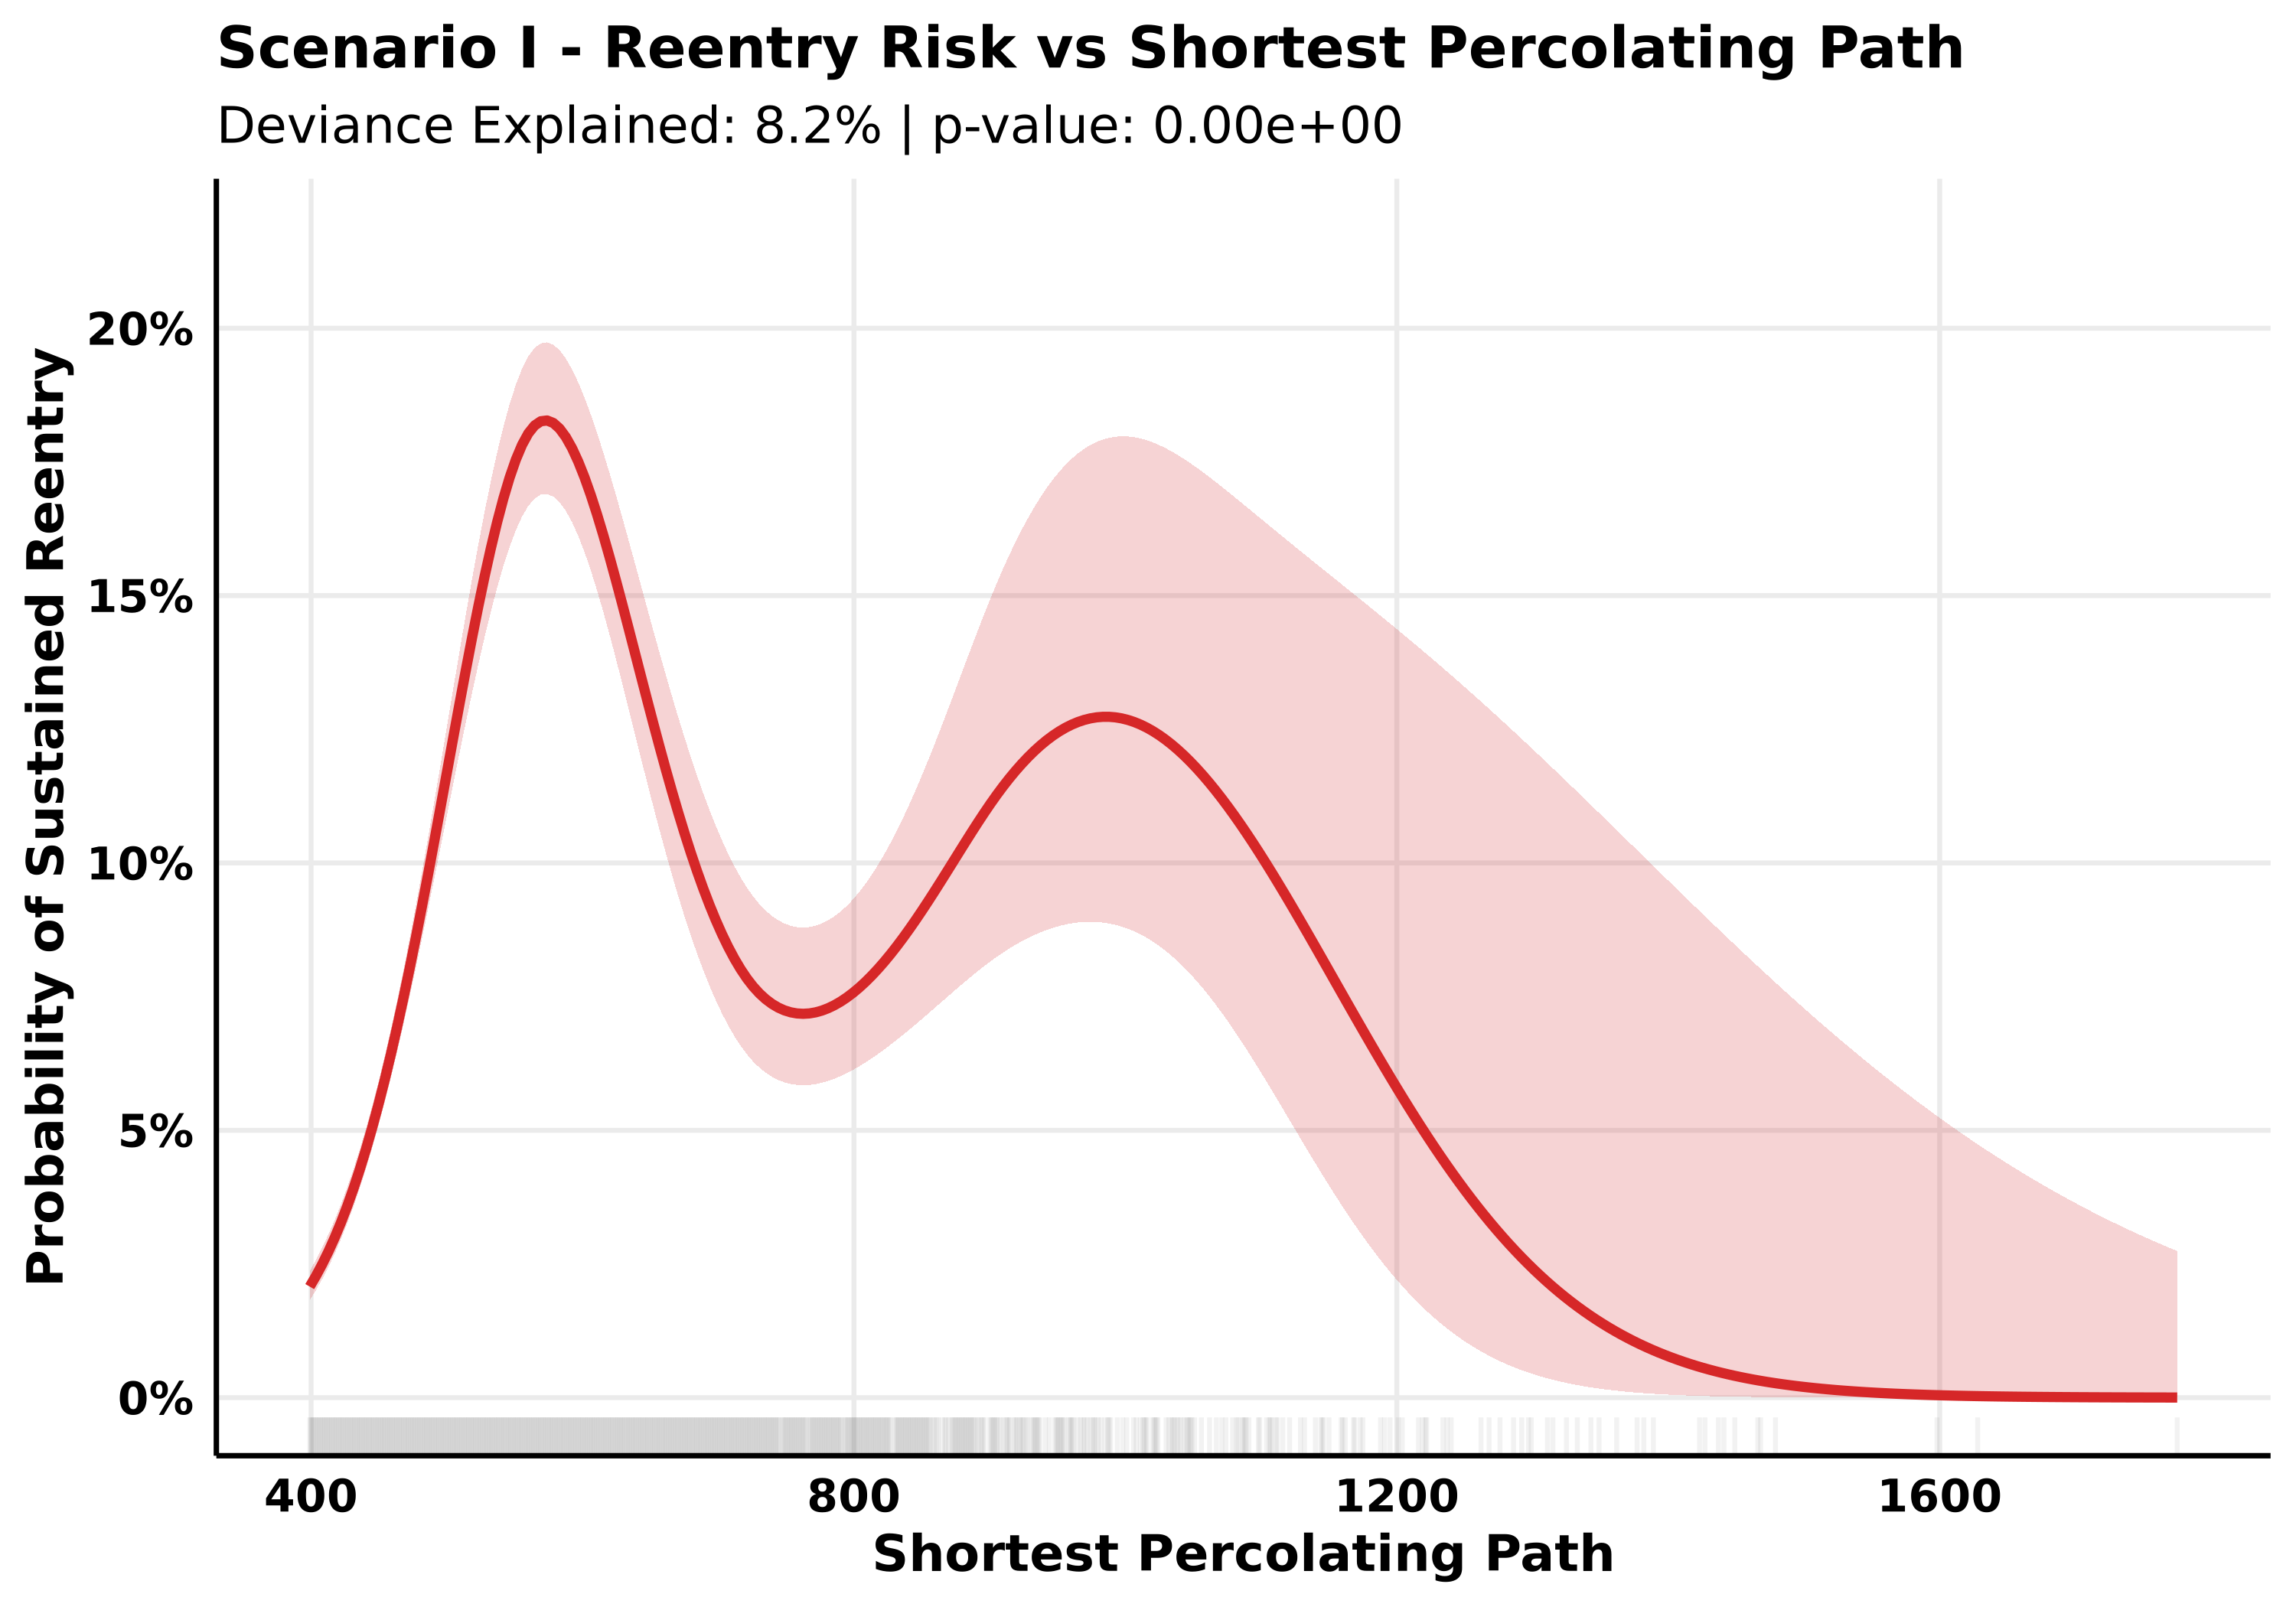 Scenario I - Reentry Risk vs Shortest Percolating Path
Deviance Explained: 8.2% | p-value: 0.00e+00
Probability of Sustained Reentry
20%
15%
10%
5%
0%
400 800 1200 1600
Shortest Percolating Path